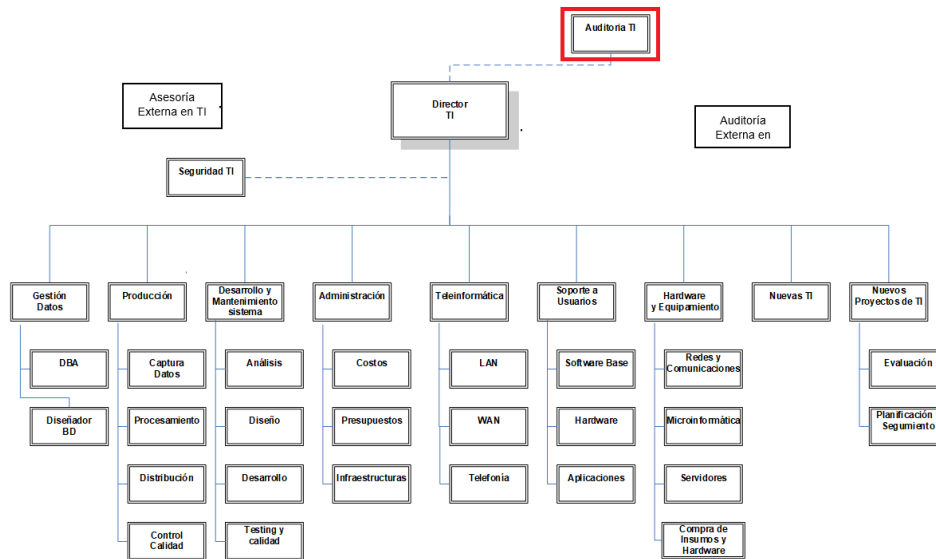 Auditoria TI
Asesoría
Externa en TI
Director
TI
Auditoría
Externa en
Seguridad TI
Gestión
Datos
Producción
Desarrollo y
Mantenimiento
sistema
Administración
Teleinformática
Soporte a
Usuarios
Hardware
y Equipamiento
Nuevas TI
Nuevos
Proyectos de TI
DBA
Captura
Datos
Análisis
Costos
LAN
Software Base
Redes y
Comunicaciones
Evaluación
Diseñador
BD
Procesamiento
Diseño
Presupuestos
WAN
Hardware
Microinformática
Planificación
Segumiento
Distribución
Desarrollo
Infraestructuras
Telefonía
Aplicaciones
Servidores
Control
Calidad
Testing y
calidad
Compra de
Insumos y
Hardware